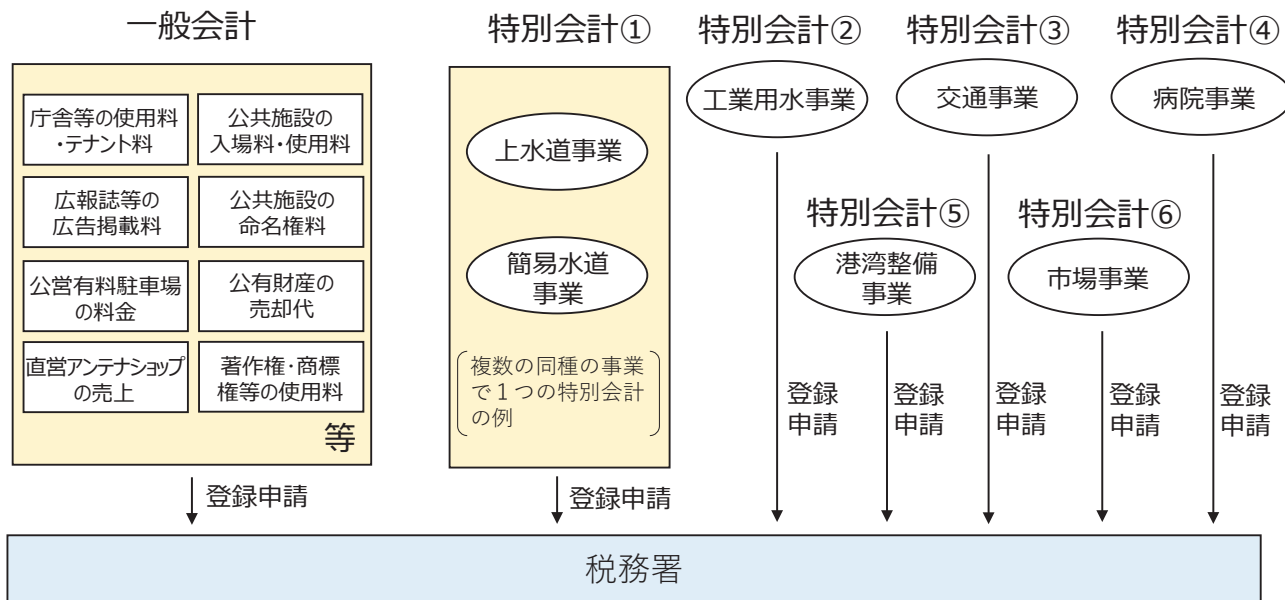 一般会計
庁舎等の使用料
・テナント料
公共施設の
入場料・使用料
広報誌等の
広告掲載料
公共施設の
命名権料
公営有料駐車場
の料金
公有財産の
売却代
直営アンテナショップ
の売上
著作権・商標
権等の使用料
等
登録申請
特別会計①
上水道事業
簡易水道
事業
複数の同種の事業
で１つの特別会計
の例
登録申請
特別会計②
工業用水事業
登録
申請
特別会計⑤
港湾整備
事業
登録
申請
特別会計③
交通事業
登録
申請
特別会計⑥
市場事業
登録
申請
特別会計④
病院事業
登録
申請
税務署